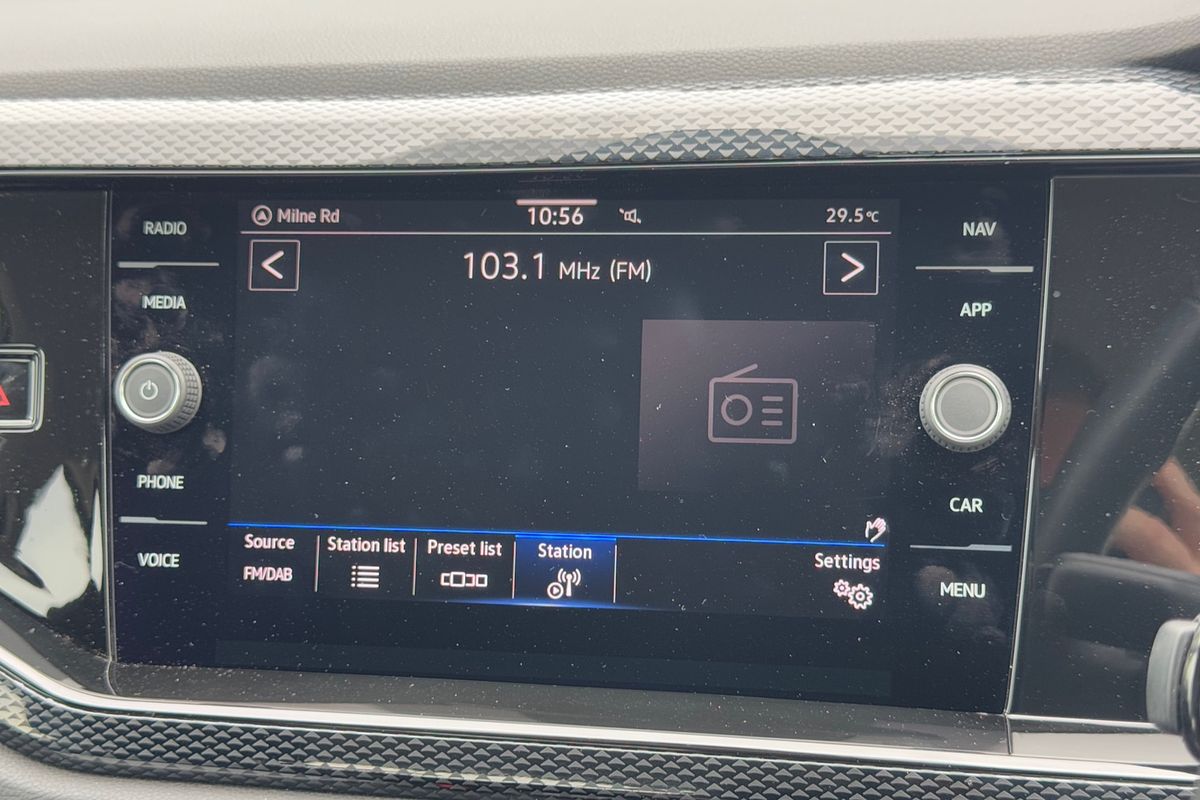 RADIO
MEDIA
PHONE
VOICE
Milne Rd
10:56
29.5°C
103.1 MHz (FM)
Source
FM/DAB
Station list
Preset list
Station
Settings
NAV
APP
CAR
MENU